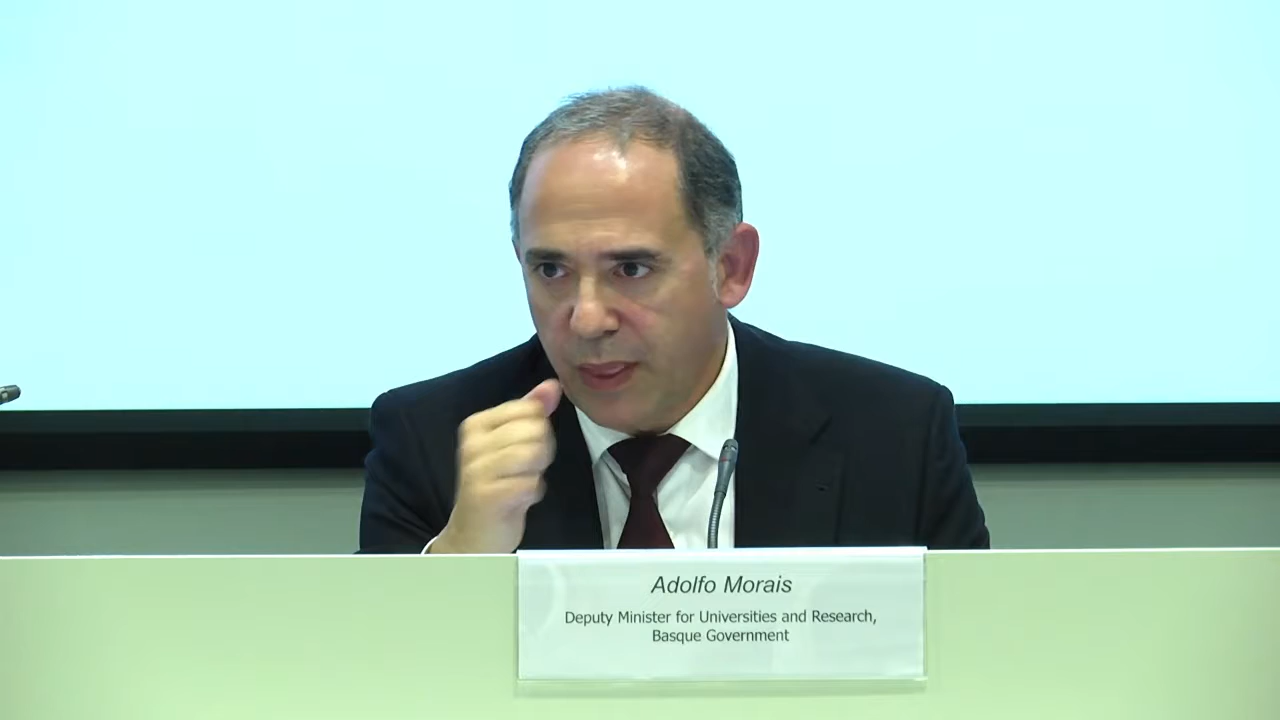 Adolfo Morais
Deputy Minister for Universities and Research,
Basque Government